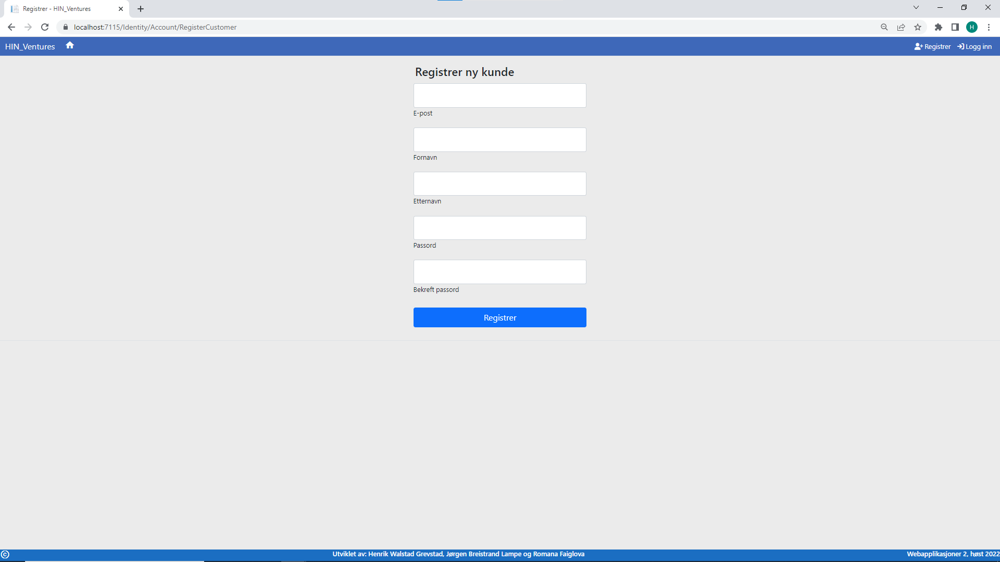 Registrer - HIN_Ventures
localhost:7115/Identity/Account/RegisterCustomer
H
HIN_Ventures
Registrer
Logg inn
Registrer ny kunde
E-post
Fornavn
Etternavn
Passord
Bekreft passord
Registrer
© Utviklet av: Henrik Walstad Grevstad, Jørgen Breistrand Lampe og Romana Faiglova Webapplikasjoner 2, høst 2022